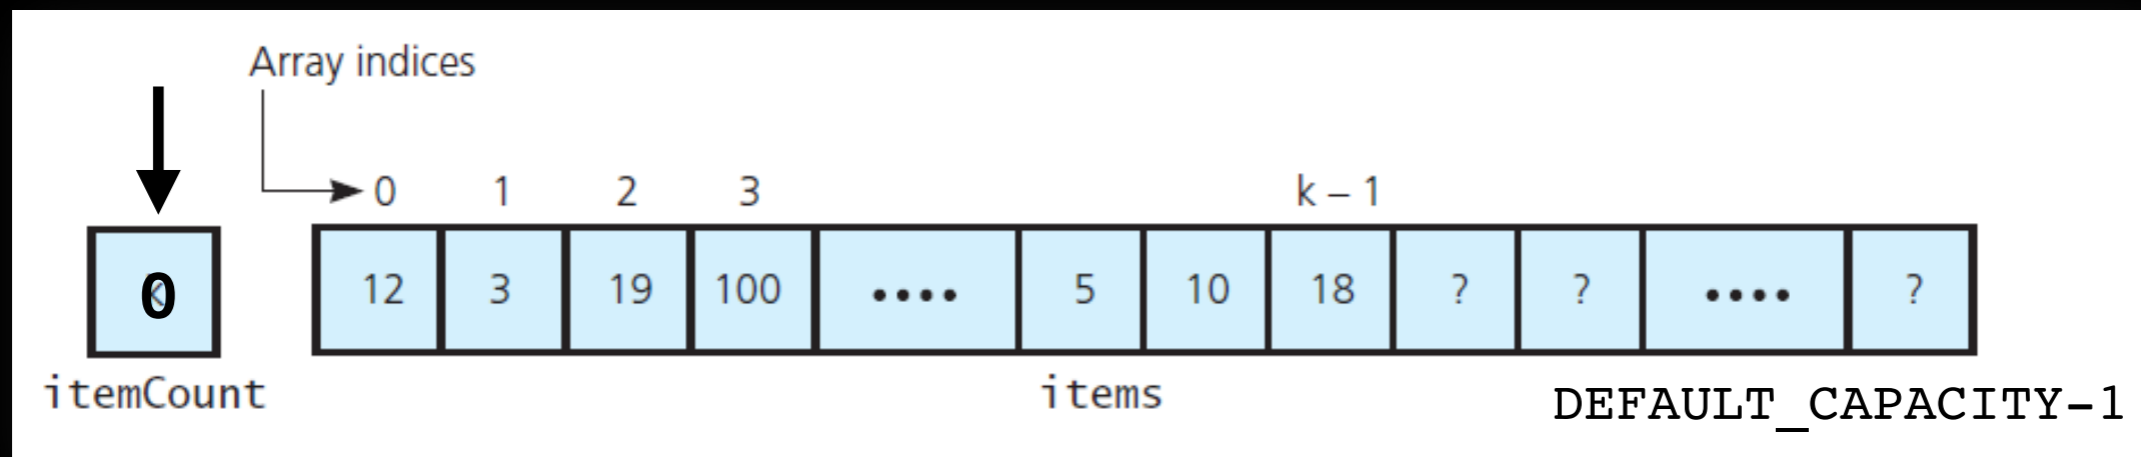 Array indices
0 1 2 3 k – 1
0 12 3 19 100 .... 5 10 18 ? ? .... ?
itemCount items DEFAULT_CAPACITY-1